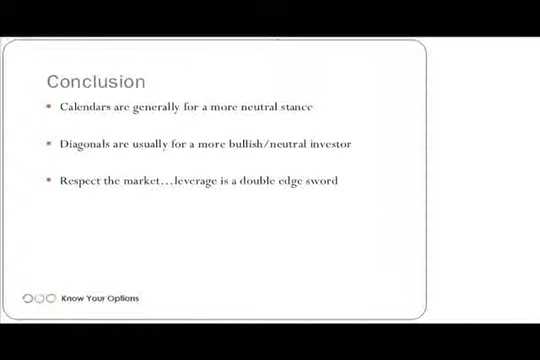 Conclusion
Calendars are generally for a more neutral stance
Diagonals are usually for a more bullish/neutral investor
Respect the market…leverage is a double edge sword
Know Your Options